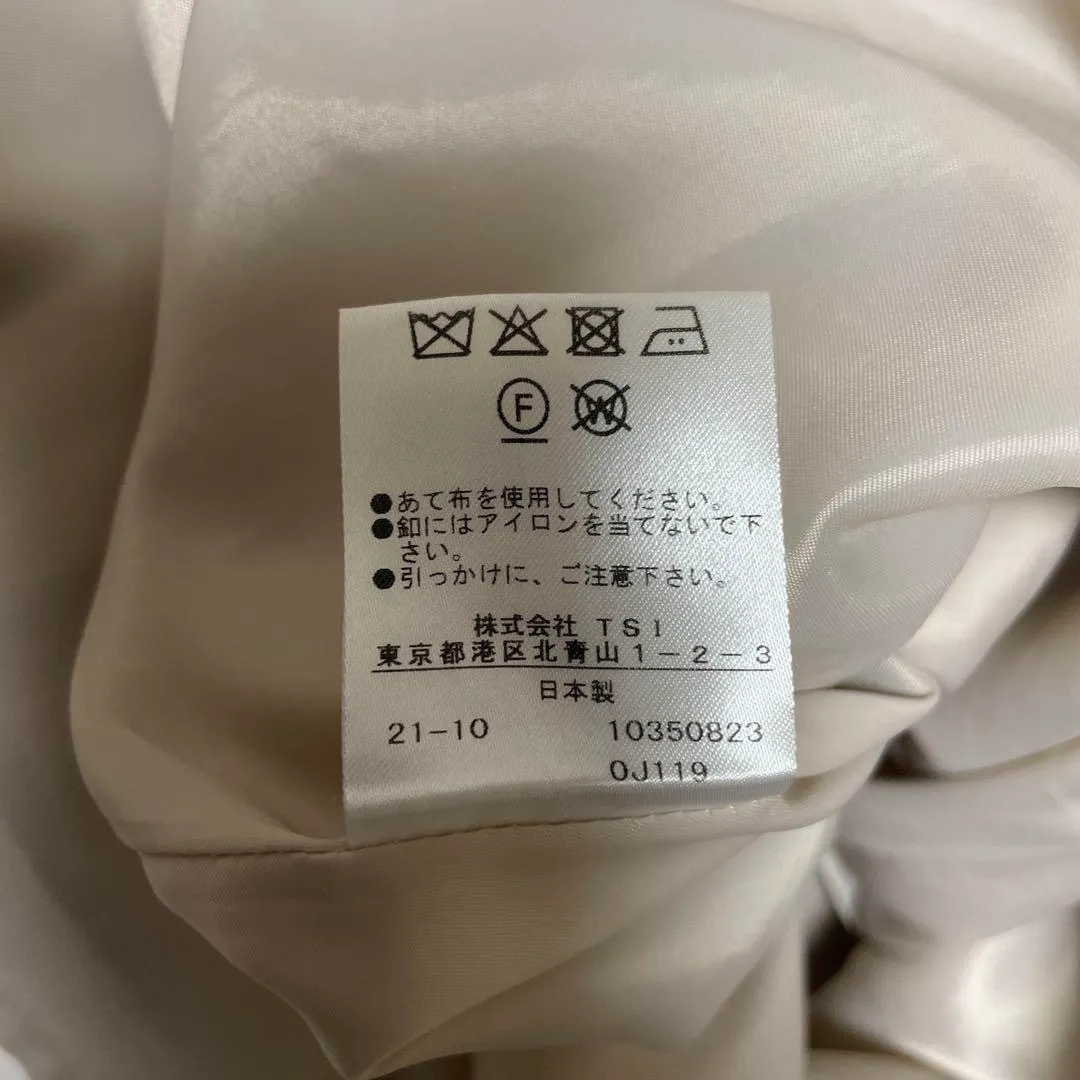 F W
●あて布を使用してください。
●釦にはアイロンを当てないで下
さい。
●引っかけに、ご注意下さい。
株式会社 TSI
東京都港区北青山1-2-3
日本製
21-10 10350823
0J119